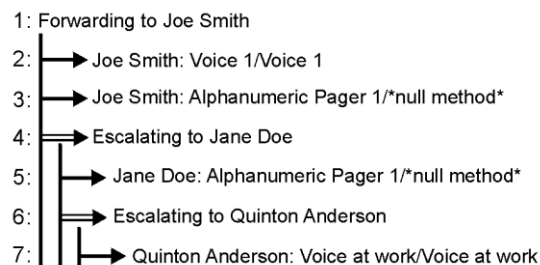 1: Forwarding to Joe Smith
2: Joe Smith: Voice 1/Voice 1
3: Joe Smith: Alphanumeric Pager 1/*null method*
4: Escalating to Jane Doe
5: Jane Doe: Alphanumeric Pager 1/*null method*
6: Escalating to Quinton Anderson
7: Quinton Anderson: Voice at work/Voice at work